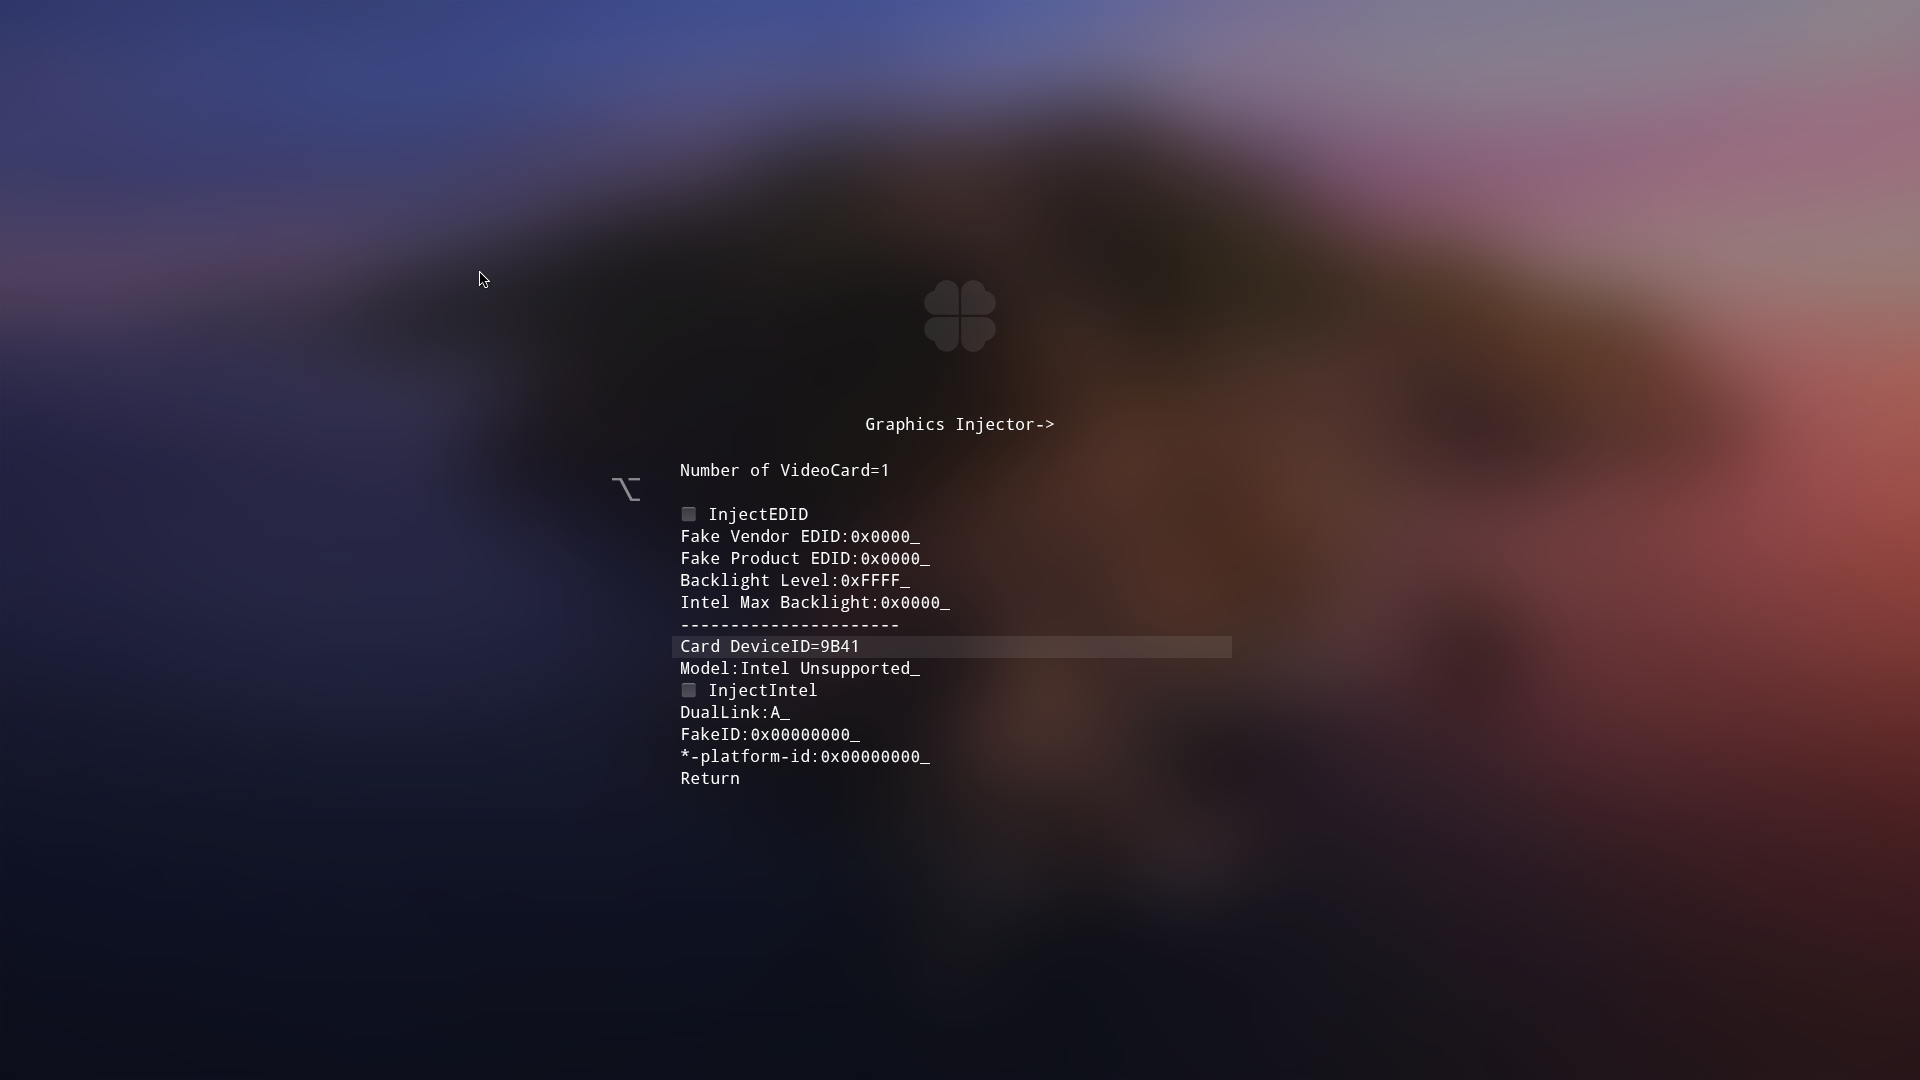 Graphics Injector->
Number of VideoCard=1
InjectEDID
Fake Vendor EDID:0x0000_
Fake Product EDID:0x0000_
Backlight Level:0xFFFF_
Intel Max Backlight:0x0000_
----------------------
Card DeviceID=9B41
Model:Intel Unsupported_
InjectIntel
DualLink:A_
FakeID:0x00000000_
*-platform-id:0x00000000_
Return